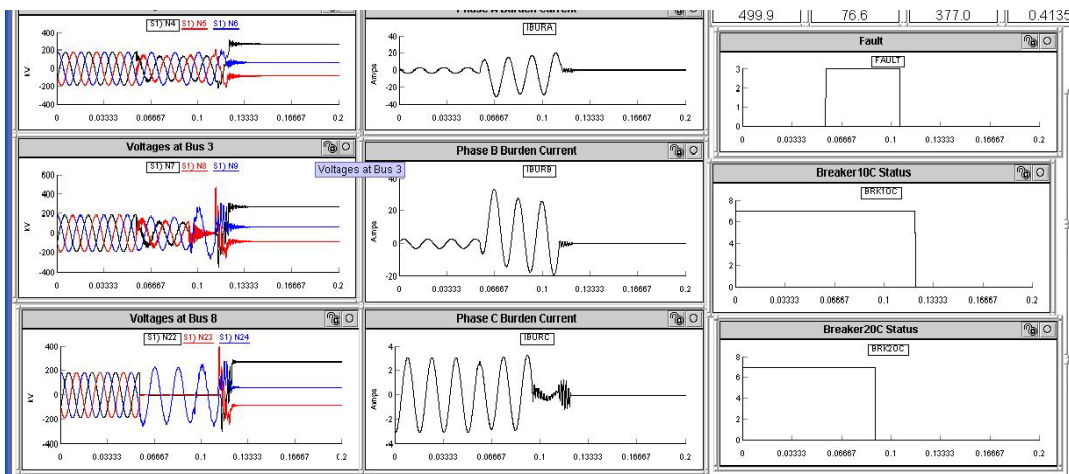 Phase A Burden Current
499.9 76.6 377.0 0.4135
S1) N4 S1) N5 S1) N6
400
200
0
-200
-400
kV
0 0.03333 0.06667 0.1 0.13333 0.16667 0.2
IBURA
40
20
0
-20
-40
Amps
0 0.03333 0.06667 0.1 0.13333 0.16667 0.2
Fault
FAULT
3
2
1
0
0 0.03333 0.06667 0.1 0.13333 0.16667 0.2
Voltages at Bus 3
S1) N7 S1) N8 S1) N9
600
400
200
0
-200
-400
kV
0 0.03333 0.06667 0.1 0.13333 0.16667 0.2
Voltages at Bus 3
Phase B Burden Current
IBURB
40
20
0
-20
Amps
0 0.03333 0.06667 0.1 0.13333 0.16667 0.2
Breaker10C Status
BRK10C
8
6
4
2
0
0 0.03333 0.06667 0.1 0.13333 0.16667 0.2
Voltages at Bus 8
S1) N22 S1) N23 S1) N24
400
200
0
-200
-400
kV
0 0.03333 0.06667 0.1 0.13333 0.16667 0.2
Phase C Burden Current
IBURC
4
2
0
-2
-4
Amps
0 0.03333 0.06667 0.1 0.13333 0.16667 0.2
Breaker20C Status
BRK20C
8
6
4
2
0
0 0.03333 0.06667 0.1 0.13333 0.16667 0.2